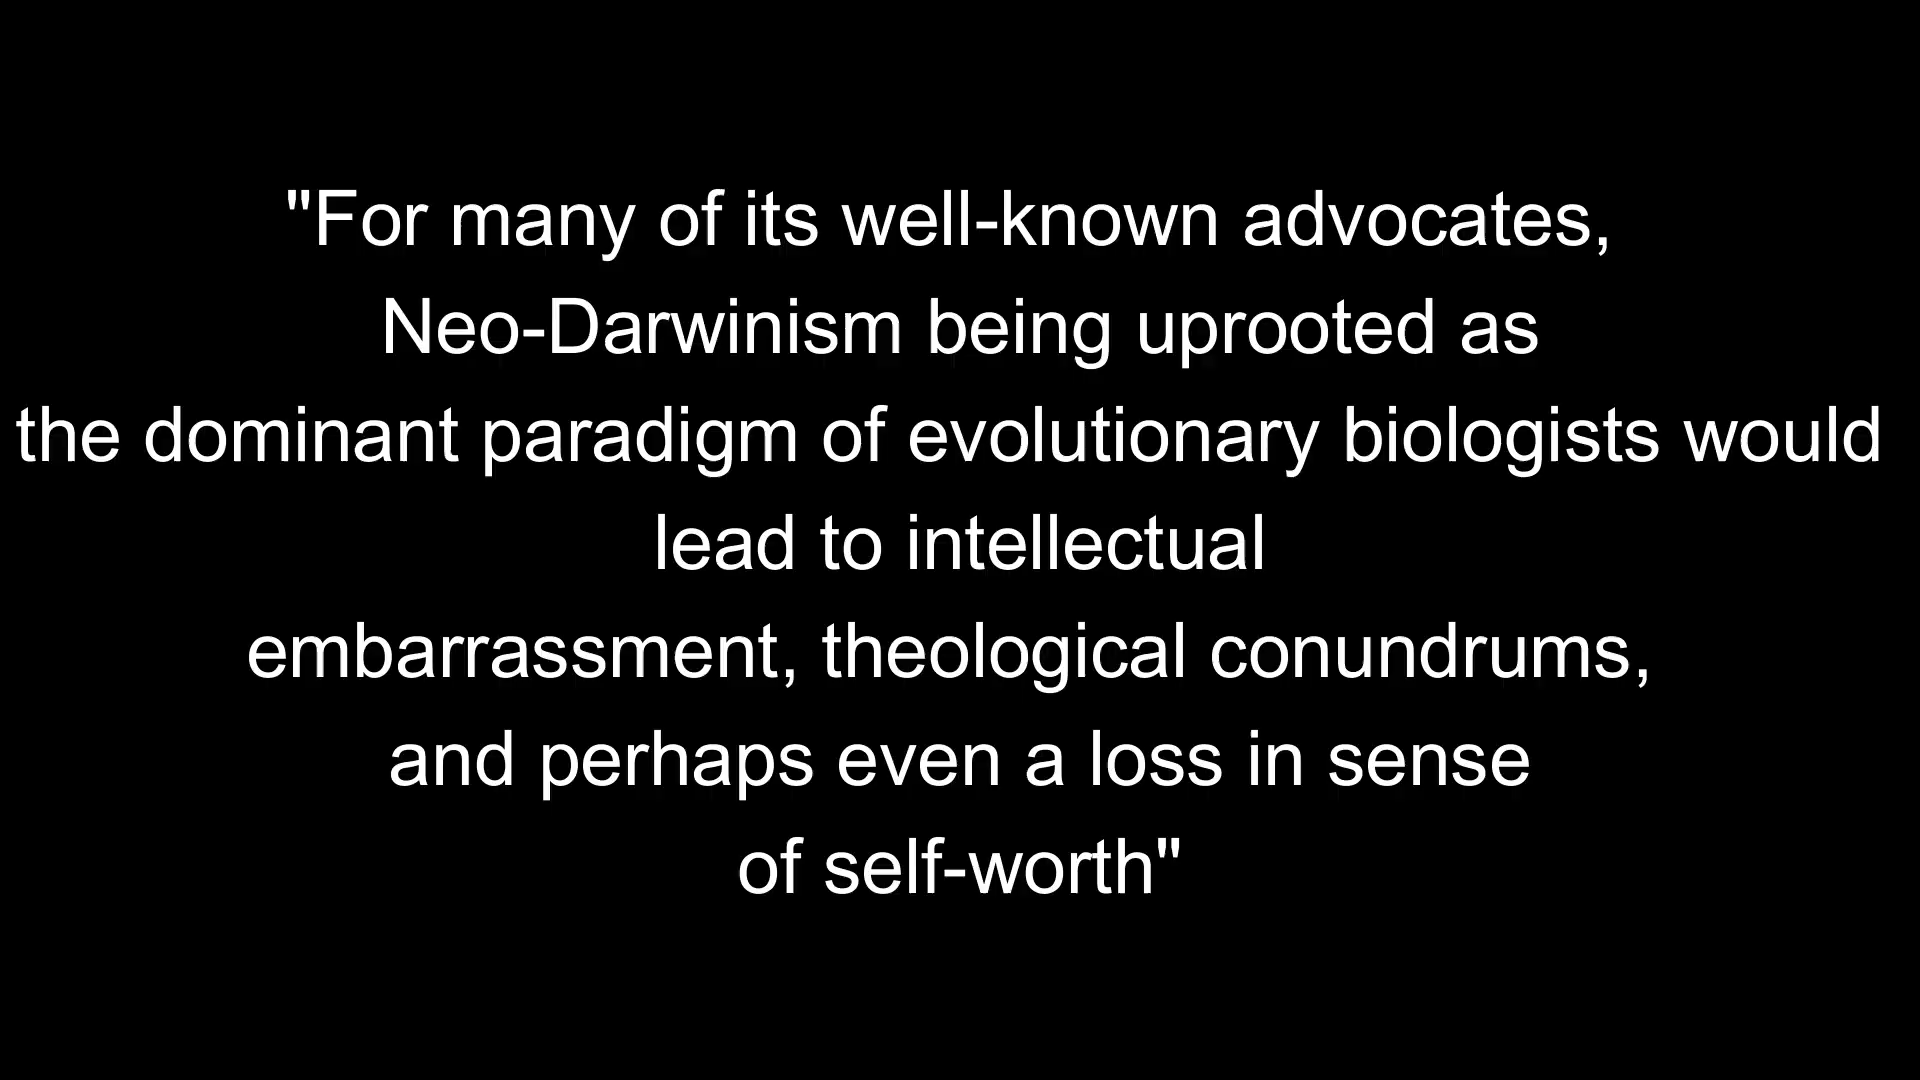 "For many of its well-known advocates,
Neo-Darwinism being uprooted as
the dominant paradigm of evolutionary biologists would
lead to intellectual
embarrassment, theological conundrums,
and perhaps even a loss in sense
of self-worth"